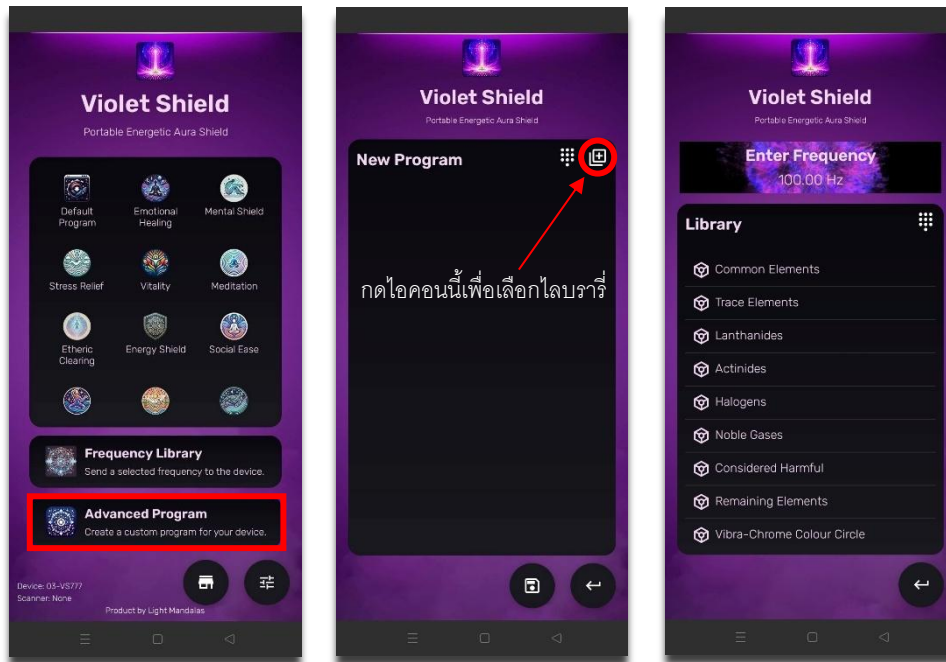 Violet Shield
Portable Energetic Aura Shield
Default
Program
Emotional
Healing
Mental Shield
Stress Relief
Vitality
Meditation
Etheric
Clearing
Energy Shield
Social Ease
Frequency Library
Send a selected frequency to the device.
Advanced Program
Create a custom program for your device.
Device: 03-VS777
Scanner: None
Product by Light Mandalas
Violet Shield
Portable Energetic Aura Shield
New Program
กดไอคอนนี้เพื่อเลือกไลบรารี่
Violet Shield
Portable Energetic Aura Shield
Enter Frequency
100.00 Hz
Library
Common Elements
Trace Elements
Lanthanides
Actinides
Halogens
Noble Gases
Considered Harmful
Remaining Elements
Vibra-Chrome Colour Circle